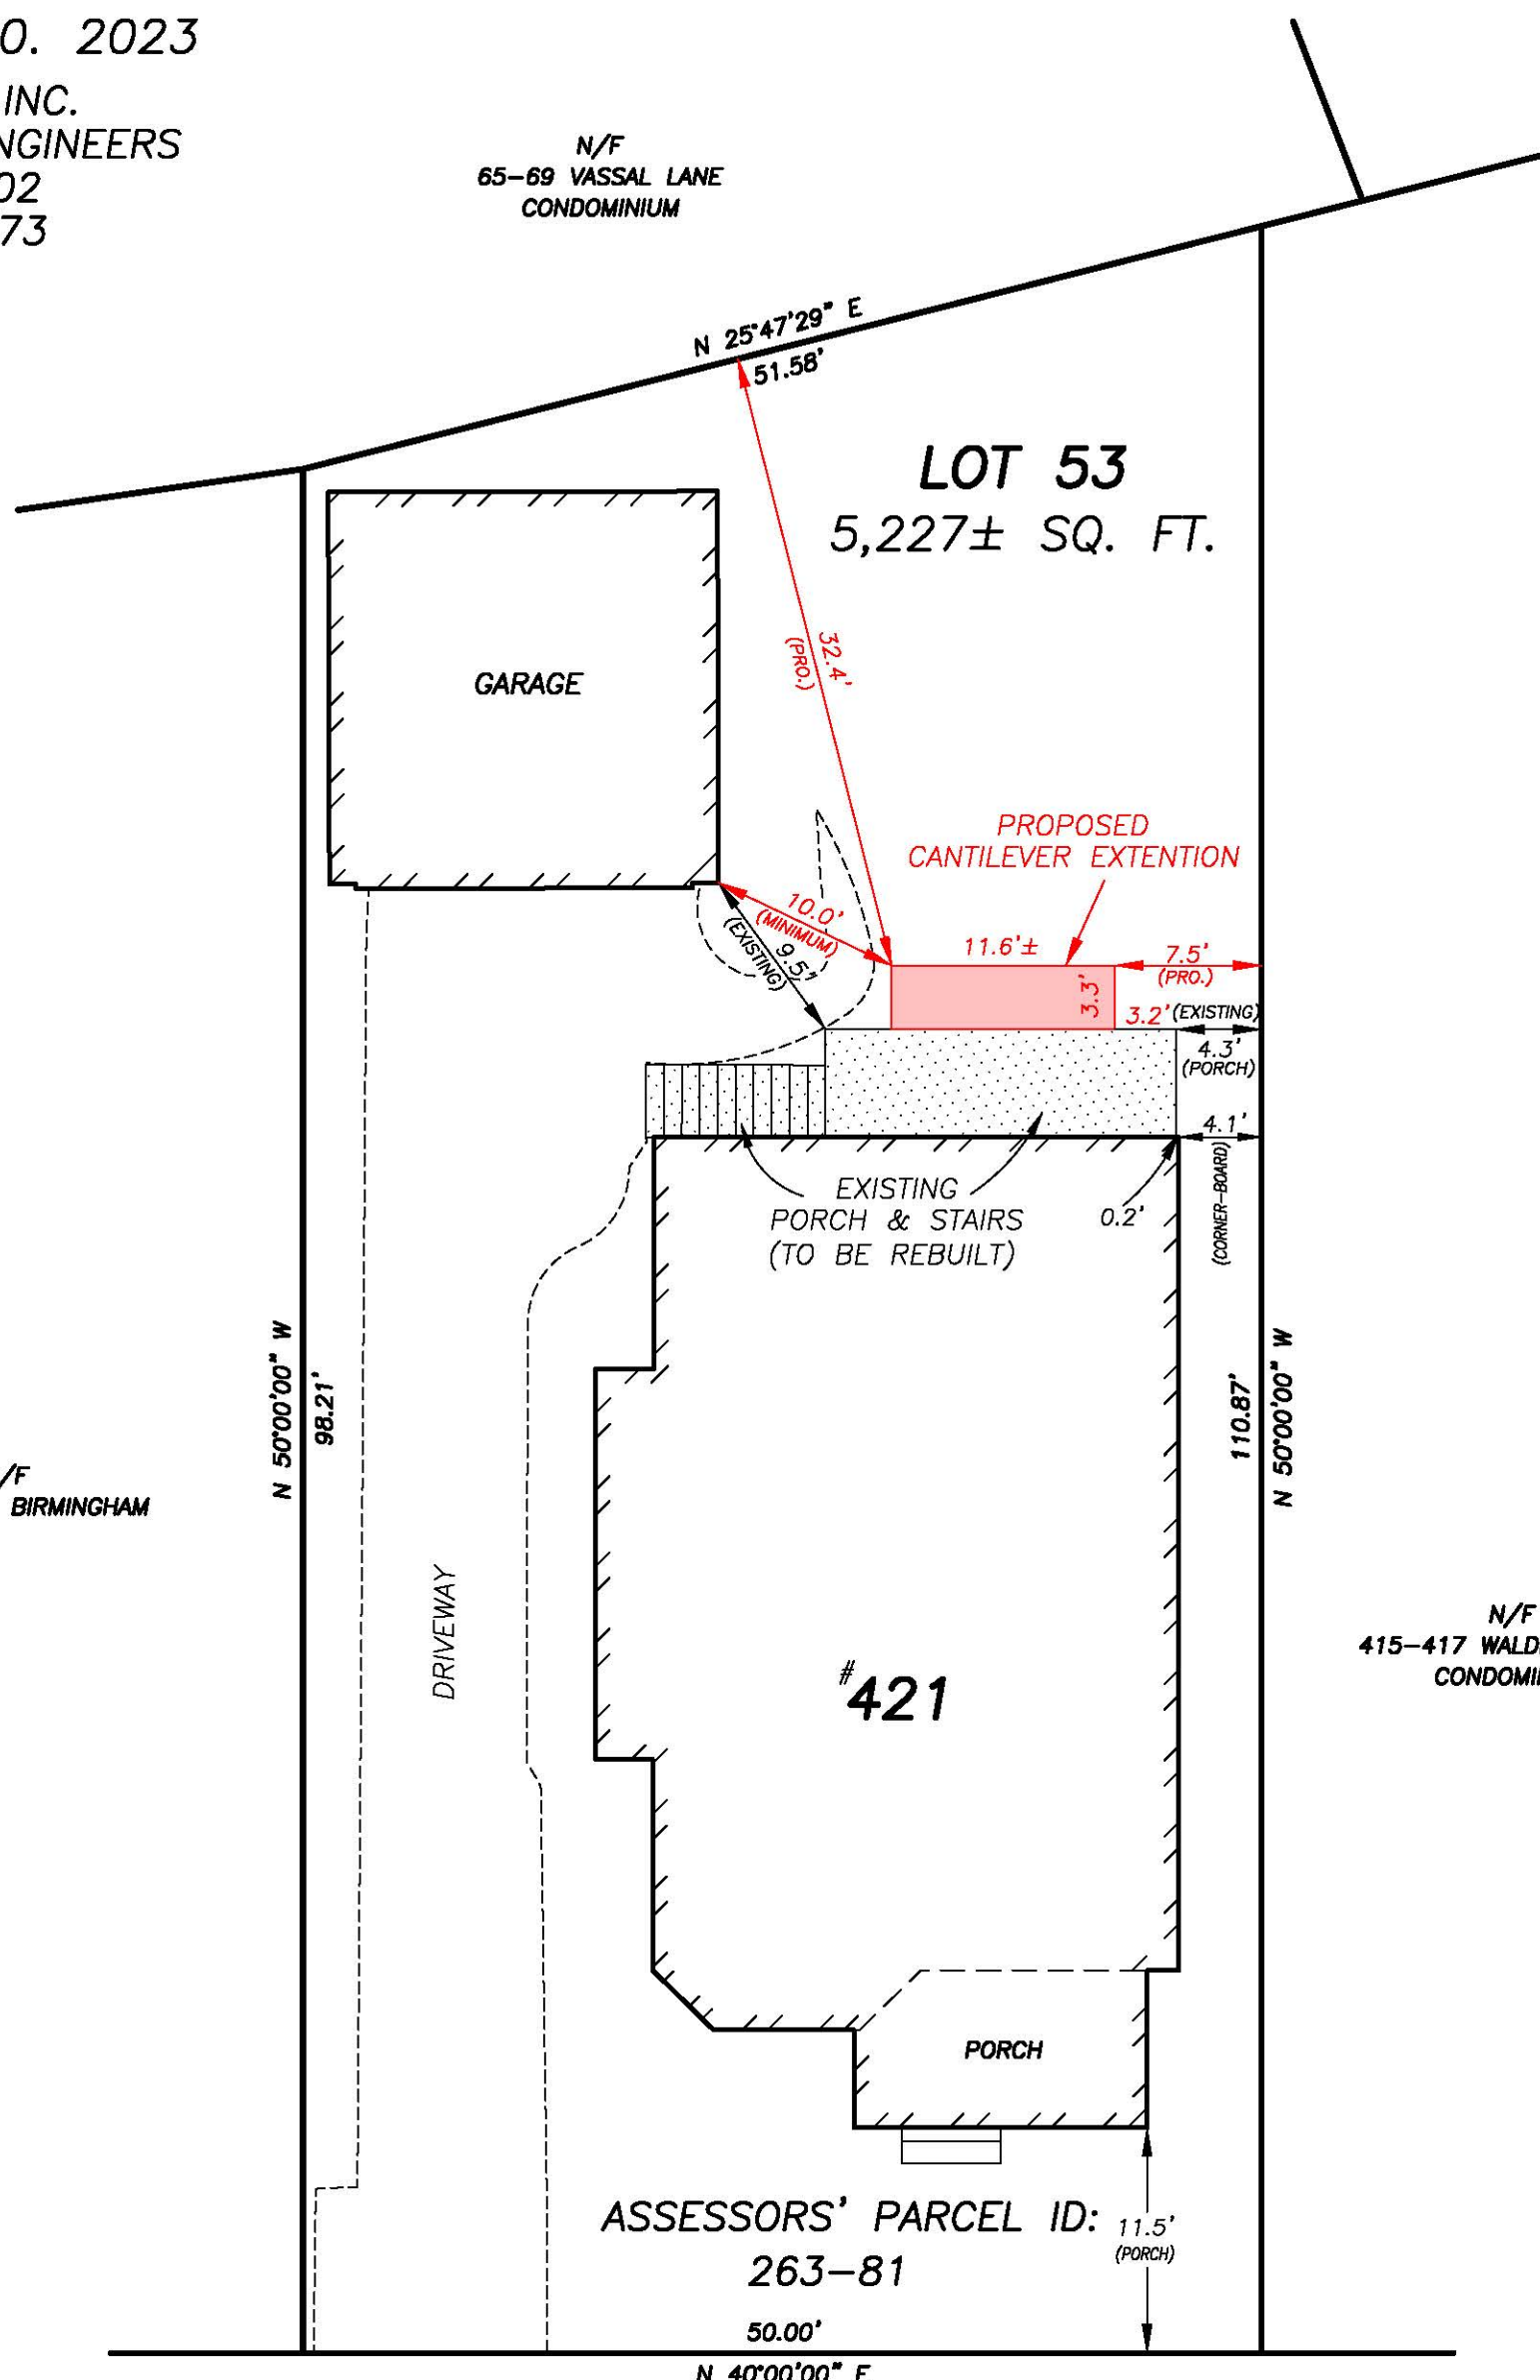 O. 2023
INC.
NGINEERS
02
73
N/F
65-69 VASSAL LANE
CONDOMINIUM
N 25°47'29" E
51.58'
LOT 53
5,227± SQ. FT.
GARAGE
32.4'
(PRO.)
PROPOSED
CANTILEVER EXTENTION
10.0'
(MINIMUM)
9.5'
(EXISTING)
11.6'±
7.5'
(PRO.)
3.3'
3.2' (EXISTING)
4.3'
(PORCH)
4.1'
(CORNER-BOARD)
EXISTING
PORCH & STAIRS
(TO BE REBUILT)
0.2'
N 50°00'00" W
98.21'
110.87'
N 50°00'00" W
/F
BIRMINGHAM
DRIVEWAY
#421
N/F
415-417 WALD
CONDOMI
PORCH
ASSESSORS' PARCEL ID:
263-81
11.5'
(PORCH)
50.00'
N 40°00'00" E